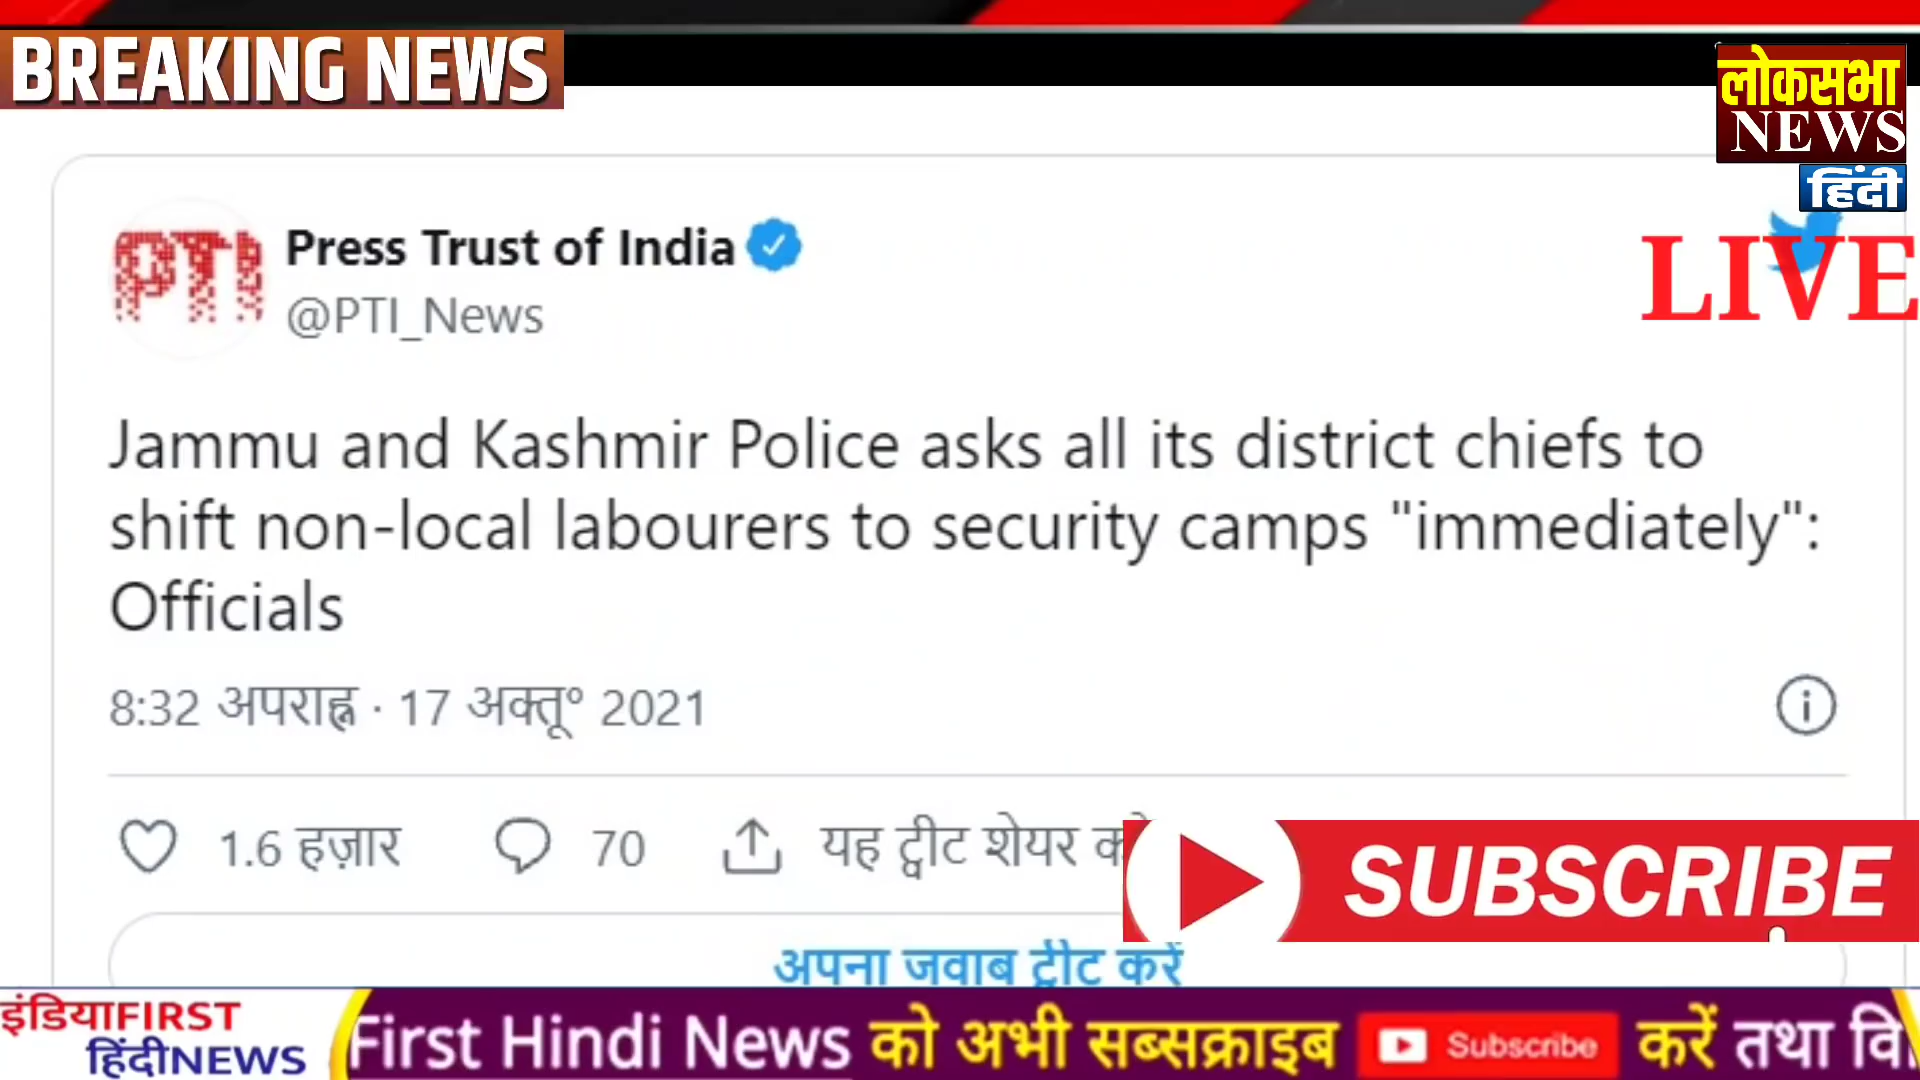 BREAKING NEWS
लोकसभा
NEWS
हिंदी
LIVE
PTI
Press Trust of India
@PTI_News
Jammu and Kashmir Police asks all its district chiefs to
shift non-local labourers to security camps "immediately":
Officials
8:32 अपराह्न · 17 अक्तू॰ 2021
1.6 हज़ार
70
यह ट्वीट शेयर
SUBSCRIBE
अपना जवाब ट्वीट करें
इंडियाFIRST
हिंदीNEWS
First Hindi News को अभी सब्सक्राइब Subscribe करें तथा